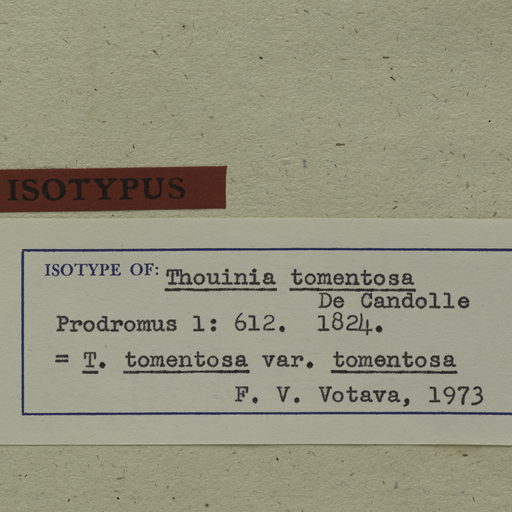 ISOTYPUS
ISOTYPE OF: Thouinia tomentosa
De Candolle
Prodromus 1: 612. 1824.
= T. tomentosa var. tomentosa
F. V. Votava, 1973